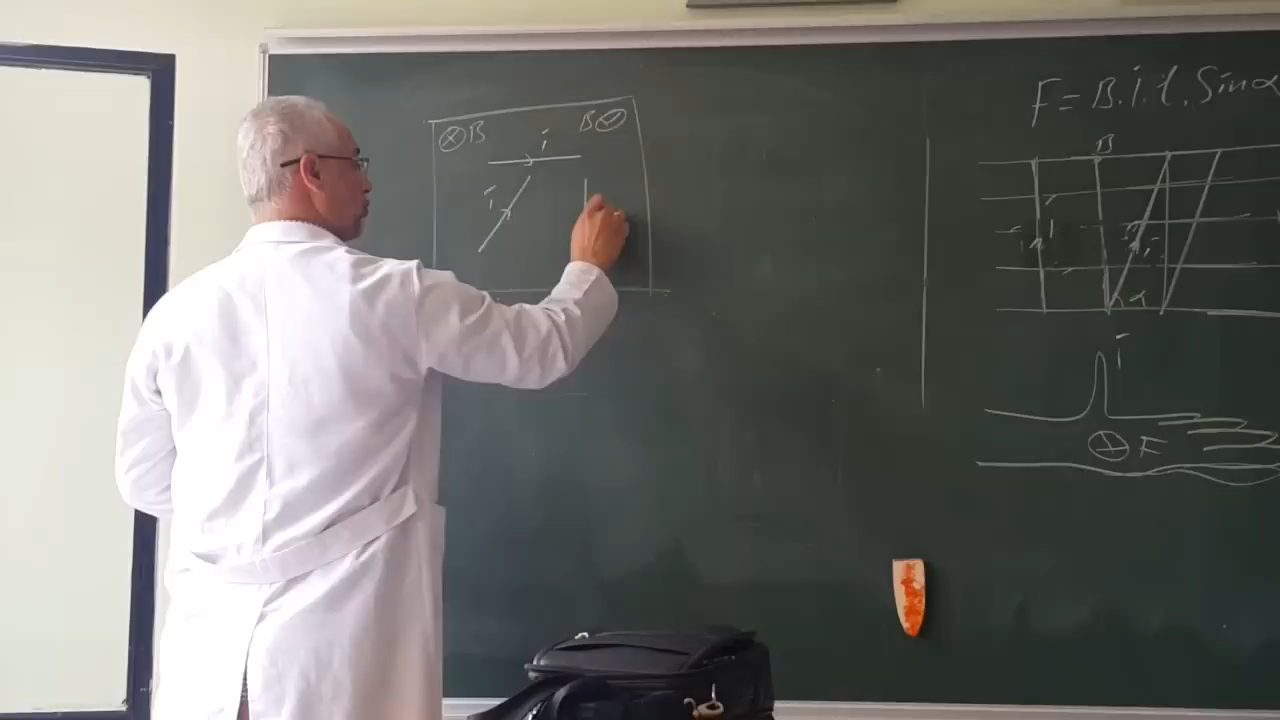 ⊗B
B⊗
i
i
F = B.i.l. Sinα
B
i
i
α
i
⊗ F